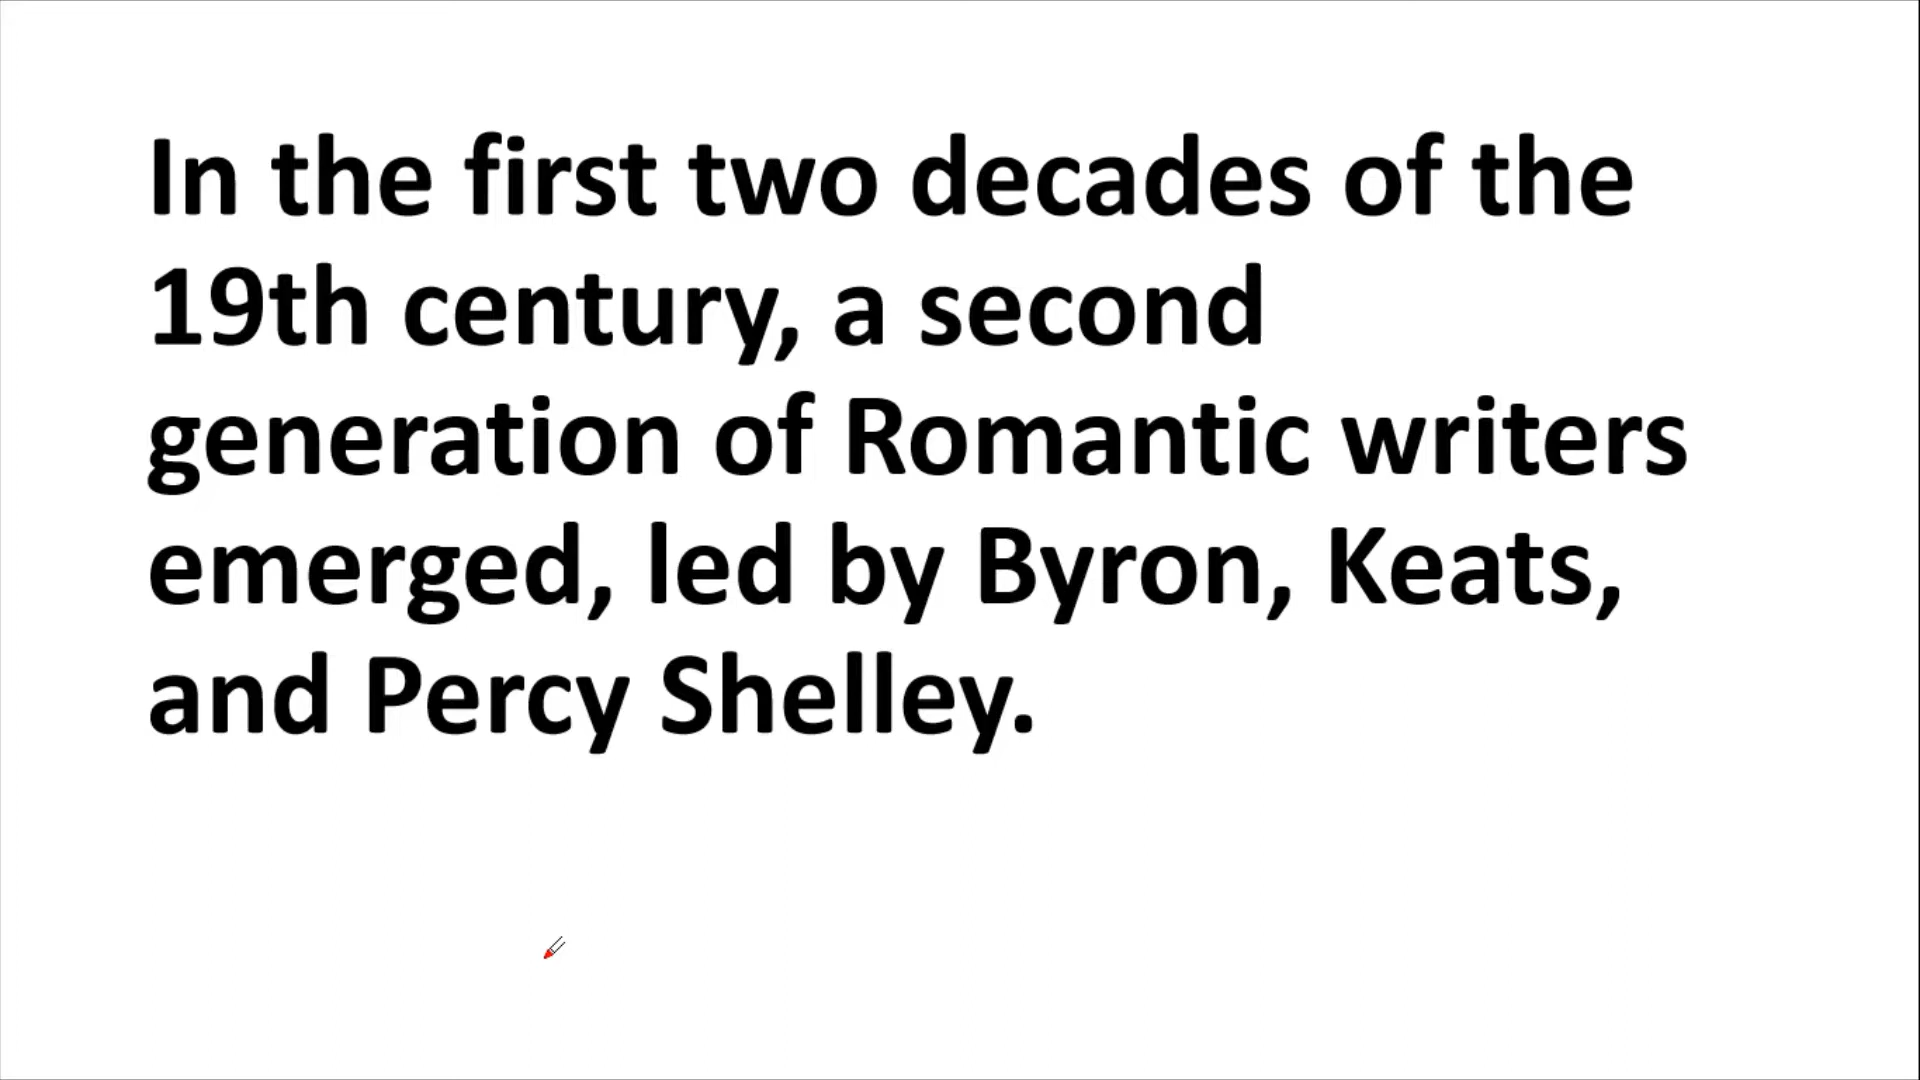 In the first two decades of the
19th century, a second
generation of Romantic writers
emerged, led by Byron, Keats,
and Percy Shelley.